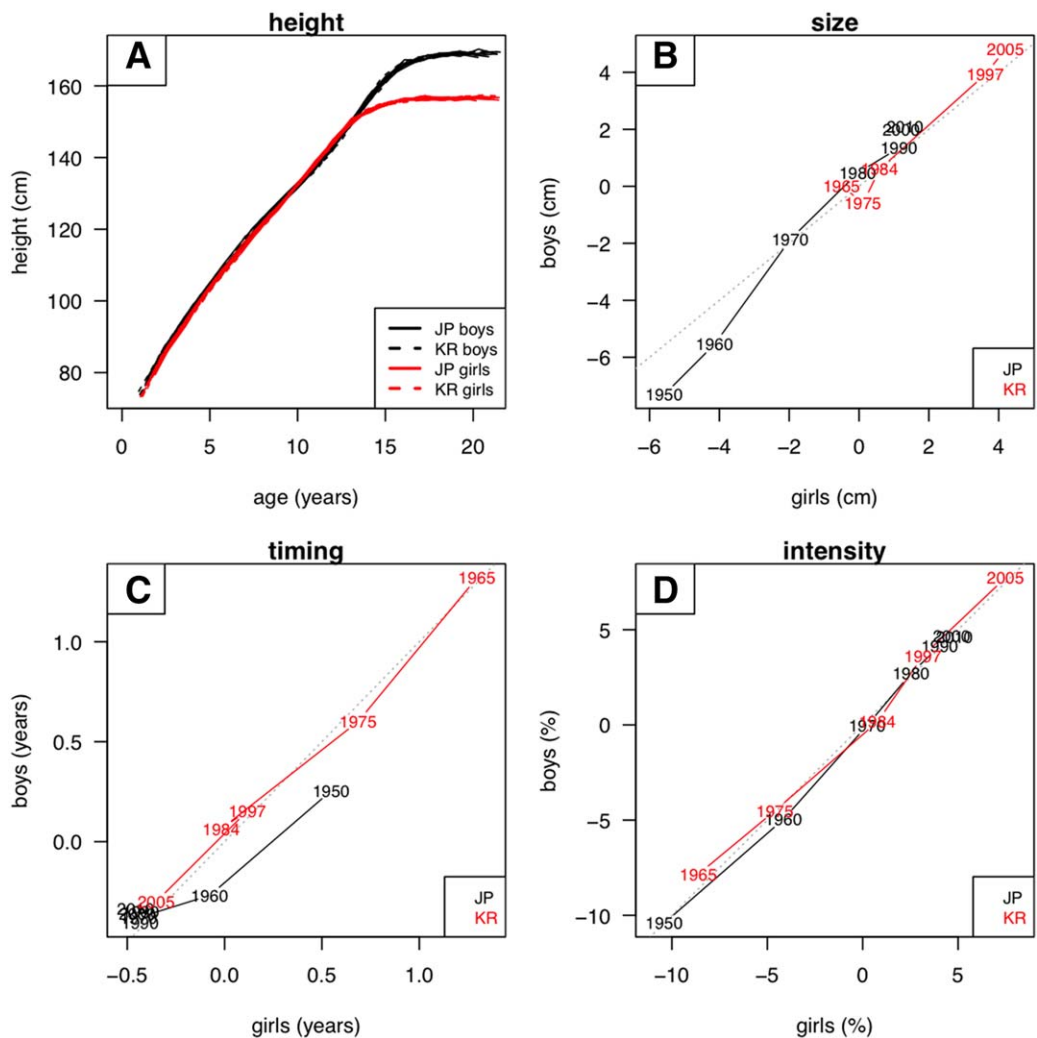 height
A
160
140
120
100
80
height (cm)
0 5 10 15 20
age (years)
JP boys
KR boys
JP girls
KR girls
size
B
4
2
0
−2
−4
−6
boys (cm)
−6 −4 −2 0 2 4
girls (cm)
2005
1997
2010
2000
1990
1984
1980
1965
1975
1970
1960
1950
JP
KR
timing
C
1.0
0.5
0.0
boys (years)
−0.5 0.0 0.5 1.0
girls (years)
1965
1975
1950
1997
1984
1960
2005
1990
JP
KR
intensity
D
5
0
−5
−10
boys (%)
−10 −5 0 5
girls (%)
2005
2000
2010
1990
1997
1980
1984
1970
1975
1960
1965
1950
JP
KR